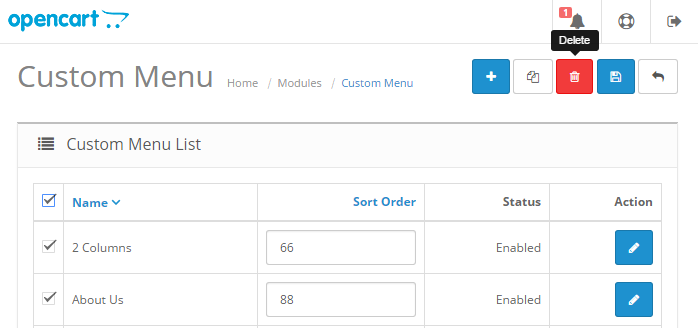 opencart
1
Delete
Custom Menu
Home / Modules / Custom Menu
Custom Menu List
Name Sort Order Status Action
2 Columns 66 Enabled
About Us 88 Enabled